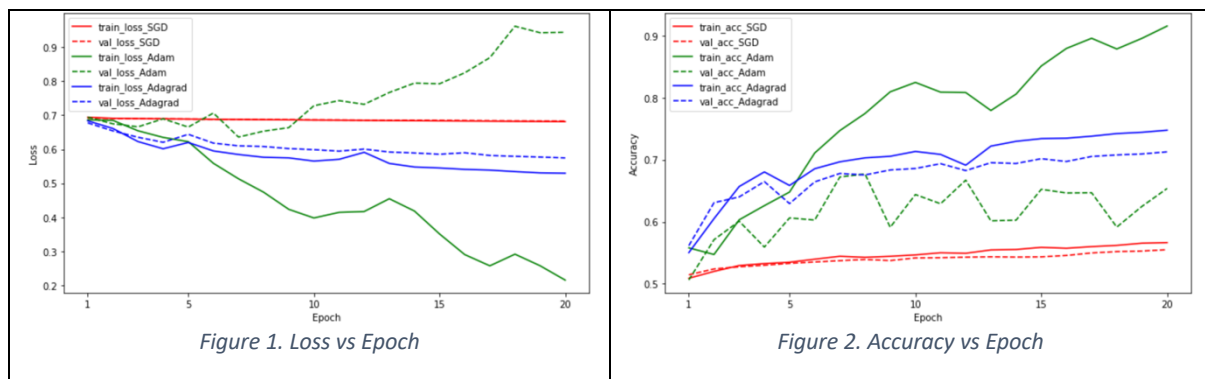 train_loss_SGD
val_loss_SGD
train_loss_Adam
val_loss_Adam
train_loss_Adagrad
val_loss_Adagrad
0.9
0.8
0.7
0.6
0.5
0.4
0.3
0.2
Loss
1 5 10 15 20
Epoch
Figure 1. Loss vs Epoch
train_acc_SGD
val_acc_SGD
train_acc_Adam
val_acc_Adam
train_acc_Adagrad
val_acc_Adagrad
0.9
0.8
0.7
0.6
0.5
Accuracy
1 5 10 15 20
Epoch
Figure 2. Accuracy vs Epoch